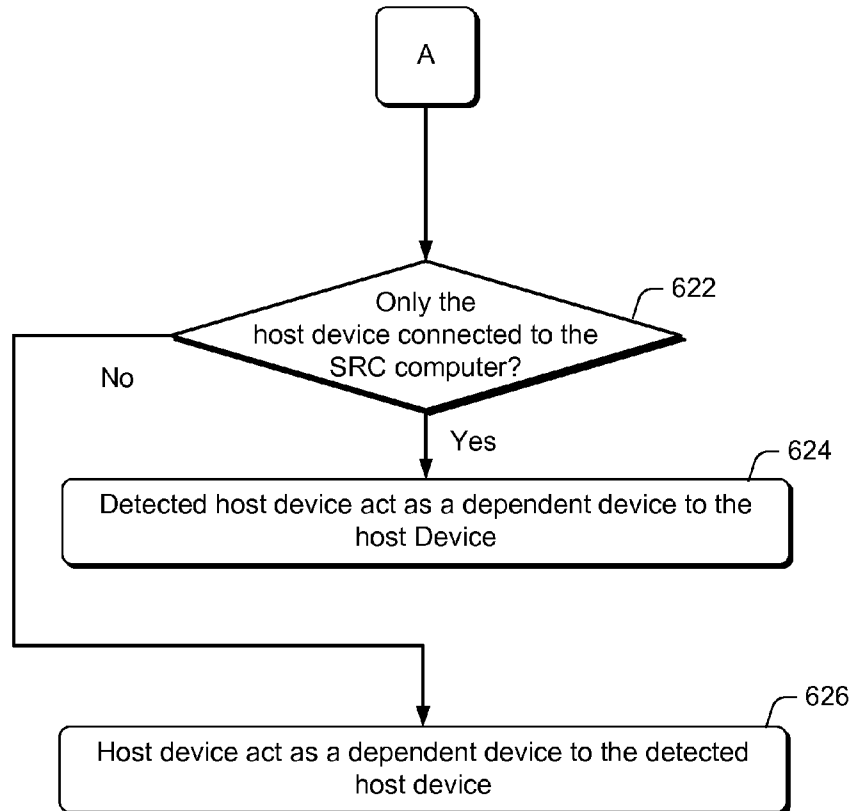 A
622
Only the
host device connected to the
SRC computer?
No
Yes
624
Detected host device act as a dependent device to the
host Device
626
Host device act as a dependent device to the detected
host device